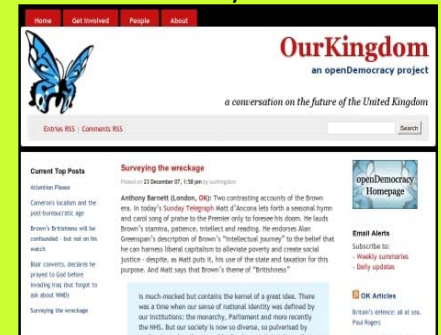 Home Get Involved People About
OurKingdom
an openDemocracy project
a conversation on the future of the United Kingdom
Entries RSS | Comments RSS
Search
Current Top Posts
Attention Please
Cameron's localism and the
post-bureaucratic age
Brown's Britishness will be
confounded - but not on his
watch
Blair converts, declares he
prayed to God before
invading Iraq (but forgot to
ask about WMD)
Surveying the wreckage
Surveying the wreckage
Posted on 23 December 07, 1:58 pm by ourkingdom
Anthony Barnett (London, OK): Two contrasting accounts of the Brown
era. In today's Sunday Telegraph Matt d'Ancona lets forth a seasonal hymn
and carol song of praise to the Premier only to foresee his doom. He lauds
Brown's stamina, patience, intellect and reading. He endorses Alan
Greenspan's description of Brown's "intellectual journey" to the belief that
he can harness liberal capitalism to alleviate poverty and create social
justice - despite, as Matt puts it, his use of the state and taxation for this
purpose. And Matt says that Brown's theme of "Britishness"
is much-mocked but contains the kernel of a great idea. There
was a time when our sense of national identity was defined by
our institutions: the monarchy, Parliament and more recently
the NHS. But our society is now so diverse, so pulverised by
openDemocracy
Homepage
Email Alerts
Subscribe to:
- Weekly summaries
- Daily updates
OK Articles
Britain's defence: all at sea,
Paul Rogers